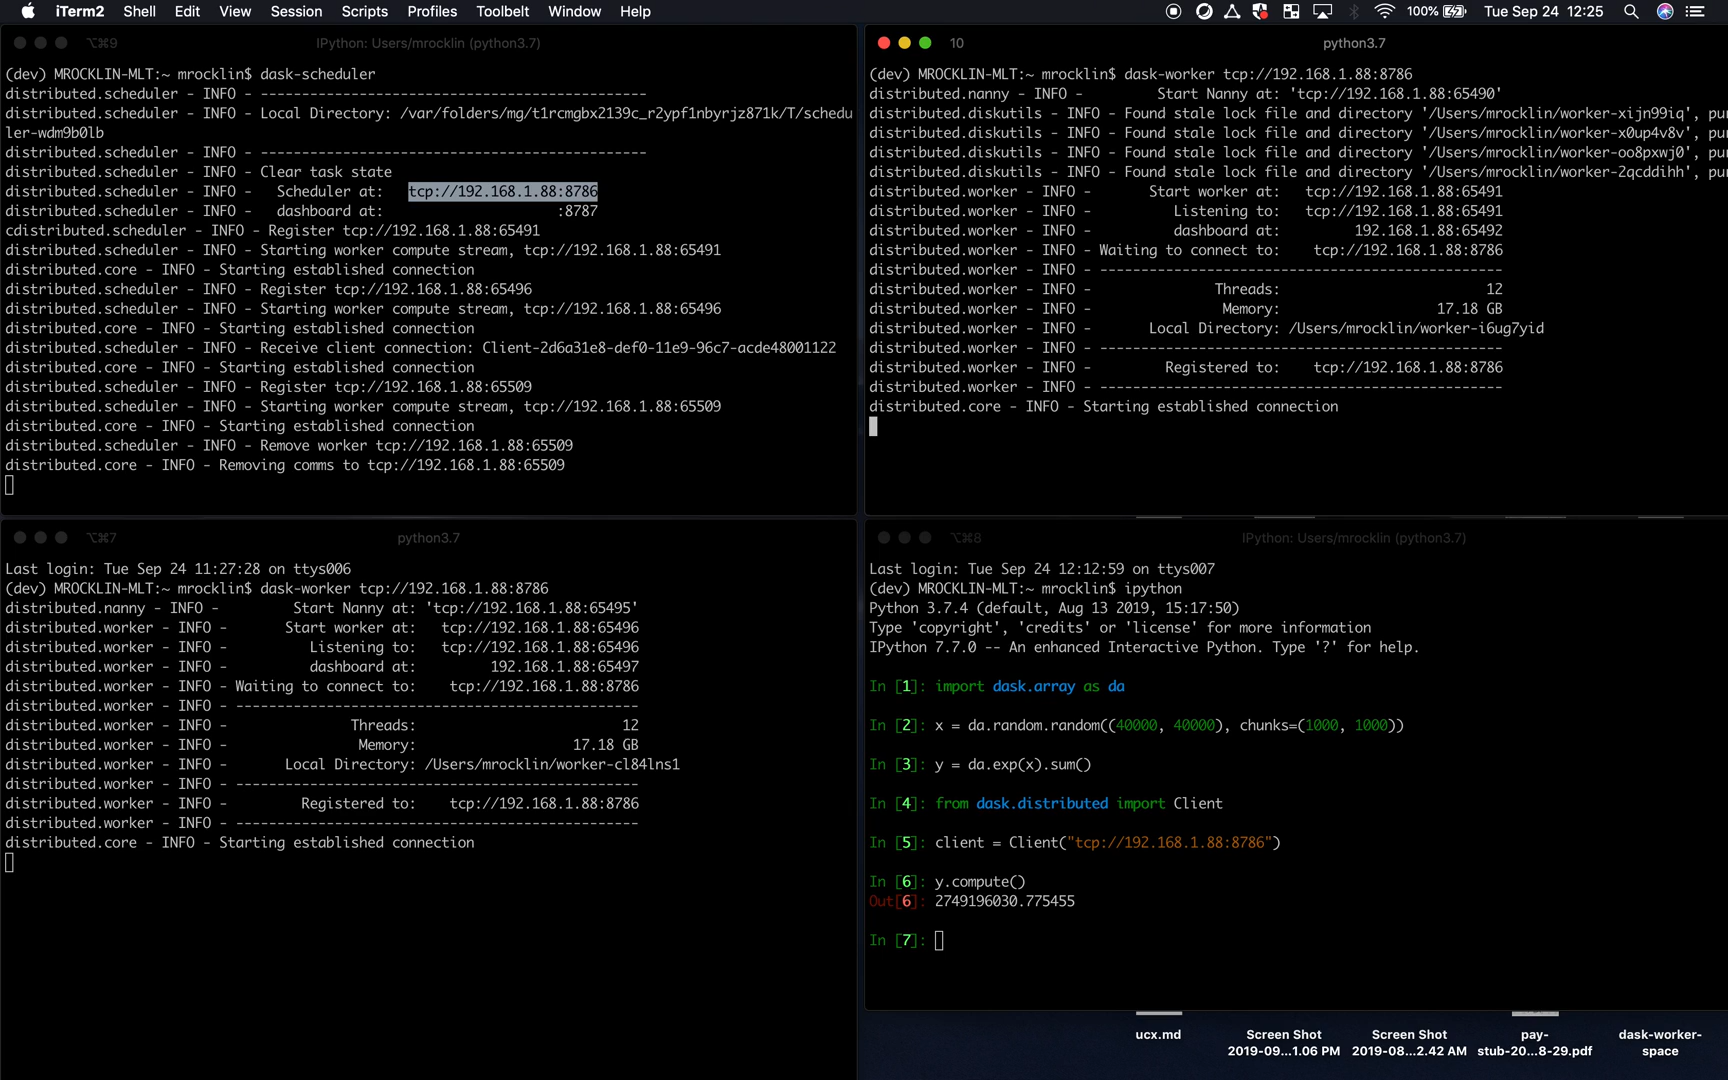 iTerm2 Shell Edit View Session Scripts Profiles Toolbelt Window Help 100% Tue Sep 24 12:25
⌥⌘9 IPython: Users/mrocklin (python3.7)
(dev) MROCKLIN-MLT:~ mrocklin$ dask-scheduler
distributed.scheduler - INFO - -----------------------------------------------
distributed.scheduler - INFO - Local Directory: /var/folders/mg/t1rcmgbx2139c_r2ypf1nbyrjz871k/T/schedu
ler-wdm9b0lb
distributed.scheduler - INFO - -----------------------------------------------
distributed.scheduler - INFO - Clear task state
distributed.scheduler - INFO - Scheduler at: tcp://192.168.1.88:8786
distributed.scheduler - INFO - dashboard at: :8787
cdistributed.scheduler - INFO - Register tcp://192.168.1.88:65491
distributed.scheduler - INFO - Starting worker compute stream, tcp://192.168.1.88:65491
distributed.core - INFO - Starting established connection
distributed.scheduler - INFO - Register tcp://192.168.1.88:65496
distributed.scheduler - INFO - Starting worker compute stream, tcp://192.168.1.88:65496
distributed.core - INFO - Starting established connection
distributed.scheduler - INFO - Receive client connection: Client-2d6a31e8-def0-11e9-96c7-acde48001122
distributed.core - INFO - Starting established connection
distributed.scheduler - INFO - Register tcp://192.168.1.88:65509
distributed.scheduler - INFO - Starting worker compute stream, tcp://192.168.1.88:65509
distributed.core - INFO - Starting established connection
distributed.scheduler - INFO - Remove worker tcp://192.168.1.88:65509
distributed.core - INFO - Removing comms to tcp://192.168.1.88:65509
10 python3.7
(dev) MROCKLIN-MLT:~ mrocklin$ dask-worker tcp://192.168.1.88:8786
distributed.nanny - INFO - Start Nanny at: 'tcp://192.168.1.88:65490'
distributed.diskutils - INFO - Found stale lock file and directory '/Users/mrocklin/worker-xijn99iq', pur
distributed.diskutils - INFO - Found stale lock file and directory '/Users/mrocklin/worker-x0up4v8v', pur
distributed.diskutils - INFO - Found stale lock file and directory '/Users/mrocklin/worker-oo8pxwj0', pur
distributed.diskutils - INFO - Found stale lock file and directory '/Users/mrocklin/worker-2qcddihh', pur
distributed.worker - INFO - Start worker at: tcp://192.168.1.88:65491
distributed.worker - INFO - Listening to: tcp://192.168.1.88:65491
distributed.worker - INFO - dashboard at: 192.168.1.88:65492
distributed.worker - INFO - Waiting to connect to: tcp://192.168.1.88:8786
distributed.worker - INFO - -------------------------------------------------
distributed.worker - INFO - Threads: 12
distributed.worker - INFO - Memory: 17.18 GB
distributed.worker - INFO - Local Directory: /Users/mrocklin/worker-i6ug7yid
distributed.worker - INFO - -------------------------------------------------
distributed.worker - INFO - Registered to: tcp://192.168.1.88:8786
distributed.worker - INFO - -------------------------------------------------
distributed.core - INFO - Starting established connection
⌥⌘7 python3.7
Last login: Tue Sep 24 11:27:28 on ttys006
(dev) MROCKLIN-MLT:~ mrocklin$ dask-worker tcp://192.168.1.88:8786
distributed.nanny - INFO - Start Nanny at: 'tcp://192.168.1.88:65495'
distributed.worker - INFO - Start worker at: tcp://192.168.1.88:65496
distributed.worker - INFO - Listening to: tcp://192.168.1.88:65496
distributed.worker - INFO - dashboard at: 192.168.1.88:65497
distributed.worker - INFO - Waiting to connect to: tcp://192.168.1.88:8786
distributed.worker - INFO - -------------------------------------------------
distributed.worker - INFO - Threads: 12
distributed.worker - INFO - Memory: 17.18 GB
distributed.worker - INFO - Local Directory: /Users/mrocklin/worker-cl84lns1
distributed.worker - INFO - -------------------------------------------------
distributed.worker - INFO - Registered to: tcp://192.168.1.88:8786
distributed.worker - INFO - -------------------------------------------------
distributed.core - INFO - Starting established connection
⌥⌘8 IPython: Users/mrocklin (python3.7)
Last login: Tue Sep 24 12:12:59 on ttys007
(dev) MROCKLIN-MLT:~ mrocklin$ ipython
Python 3.7.4 (default, Aug 13 2019, 15:17:50)
Type 'copyright', 'credits' or 'license' for more information
IPython 7.7.0 -- An enhanced Interactive Python. Type '?' for help.
In [1]: import dask.array as da
In [2]: x = da.random.random((40000, 40000), chunks=(1000, 1000))
In [3]: y = da.exp(x).sum()
In [4]: from dask.distributed import Client
In [5]: client = Client("tcp://192.168.1.88:8786")
In [6]: y.compute()
Out[6]: 2749196030.775455
In [7]:
ucx.md
Screen Shot
2019-09...1.06 PM
Screen Shot
2019-08...2.42 AM
pay-
stub-20...8-29.pdf
dask-worker-
space